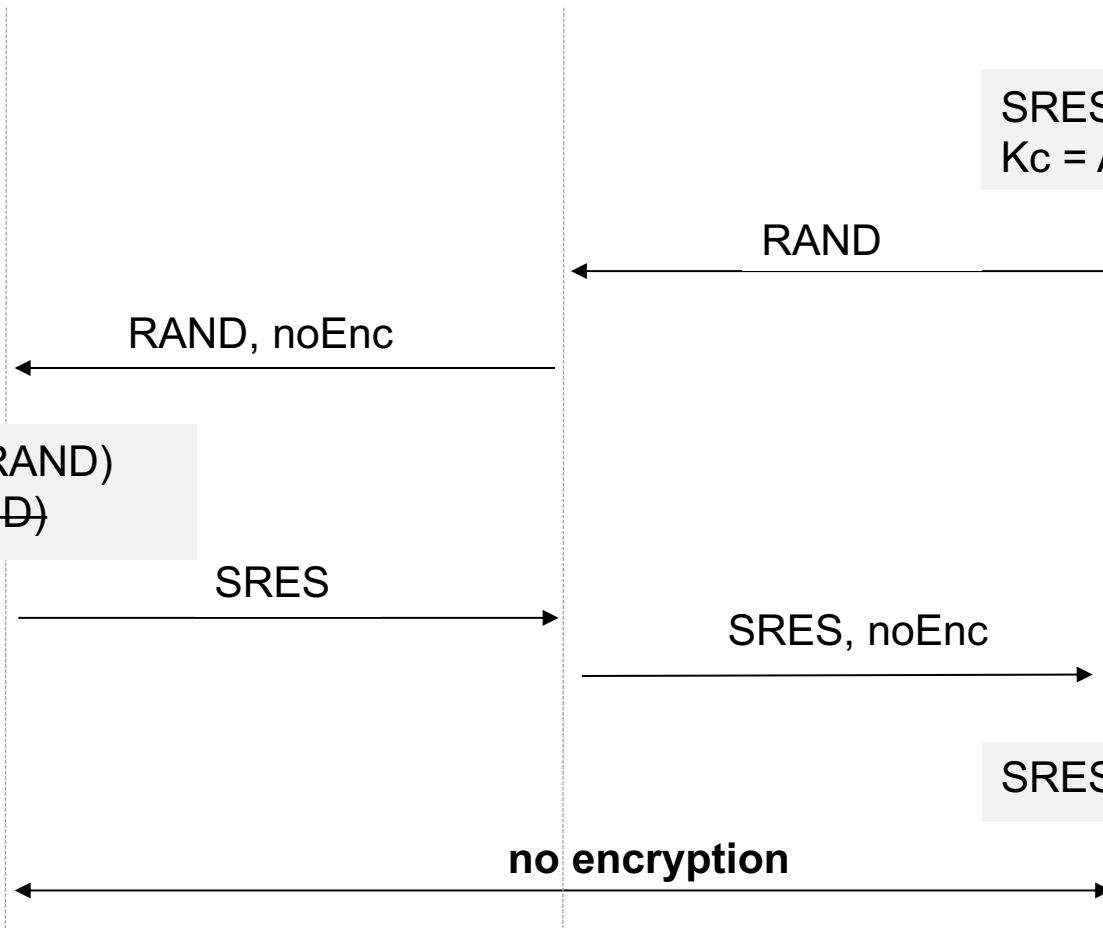 SRES
Kc =
RAND
RAND, noEnc
RAND)
D)
SRES
SRES, noEnc
SRES
no encryption